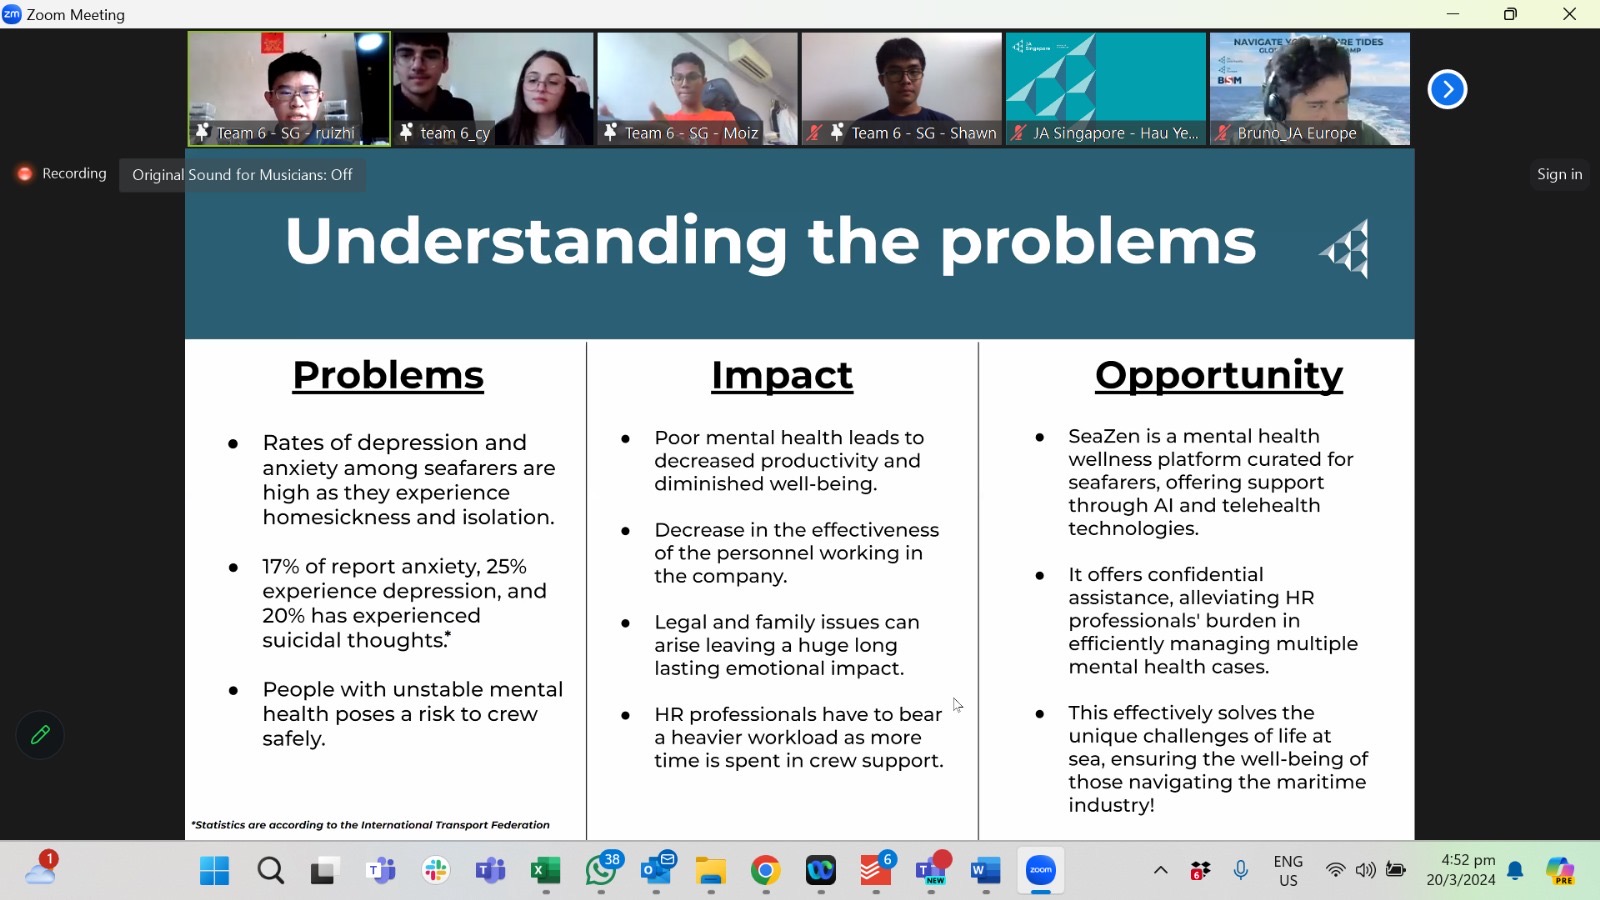 Zoom Meeting
Team 6 - SG - ruizhi
team 6_cy
Team 6 - SG - Moiz
Team 6 - SG - Shawn
JA Singapore - Hau Ye...
Bruno_JA Europe
Recording
Original Sound for Musicians: Off
Sign in
Understanding the problems
Problems
● Rates of depression and
anxiety among seafarers are
high as they experience
homesickness and isolation.
● 17% of report anxiety, 25%
experience depression, and
20% has experienced
suicidal thoughts.*
● People with unstable mental
health poses a risk to crew
safely.
*Statistics are according to the International Transport Federation
Impact
● Poor mental health leads to
decreased productivity and
diminished well-being.
● Decrease in the effectiveness
of the personnel working in
the company.
● Legal and family issues can
arise leaving a huge long
lasting emotional impact.
● HR professionals have to bear
a heavier workload as more
time is spent in crew support.
Opportunity
● SeaZen is a mental health
wellness platform curated for
seafarers, offering support
through AI and telehealth
technologies.
● It offers confidential
assistance, alleviating HR
professionals' burden in
efficiently managing multiple
mental health cases.
● This effectively solves the
unique challenges of life at
sea, ensuring the well-being of
those navigating the maritime
industry!
1
38
6
NEW
zoom
6
ENG
US
4:52 pm
20/3/2024
PRE